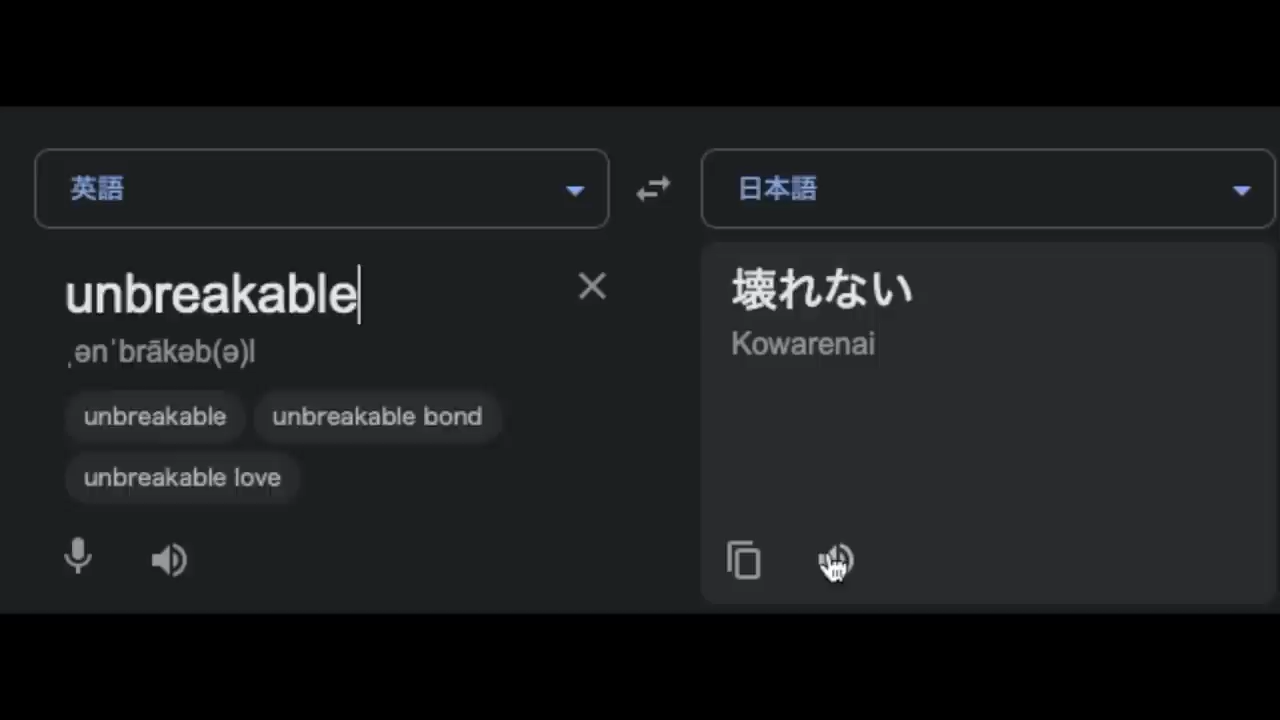 英語
日本語
unbreakable
ˌənˈbrākəb(ə)l
unbreakable
unbreakable bond
unbreakable love
壊れない
Kowarenai